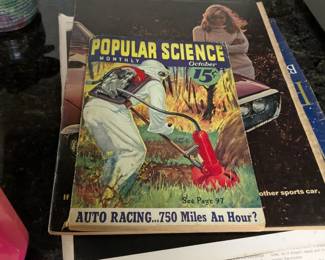 POPULAR SCIENCE
MONTHLY
October
15¢
See Page 97
AUTO RACING...750 Miles An Hour?
other sports car.